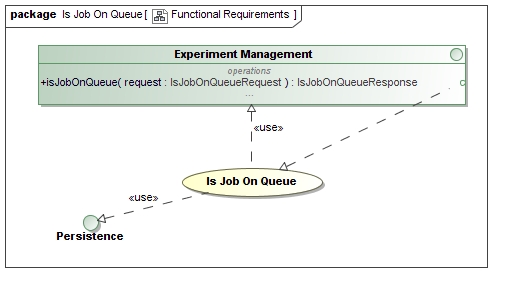 package Is Job On Queue [ Functional Requirements ]
Experiment Management
operations
+isJobOnQueue( request : IsJobOnQueueRequest ) : IsJobOnQueueResponse
...
«use»
Is Job On Queue
«use»
Persistence